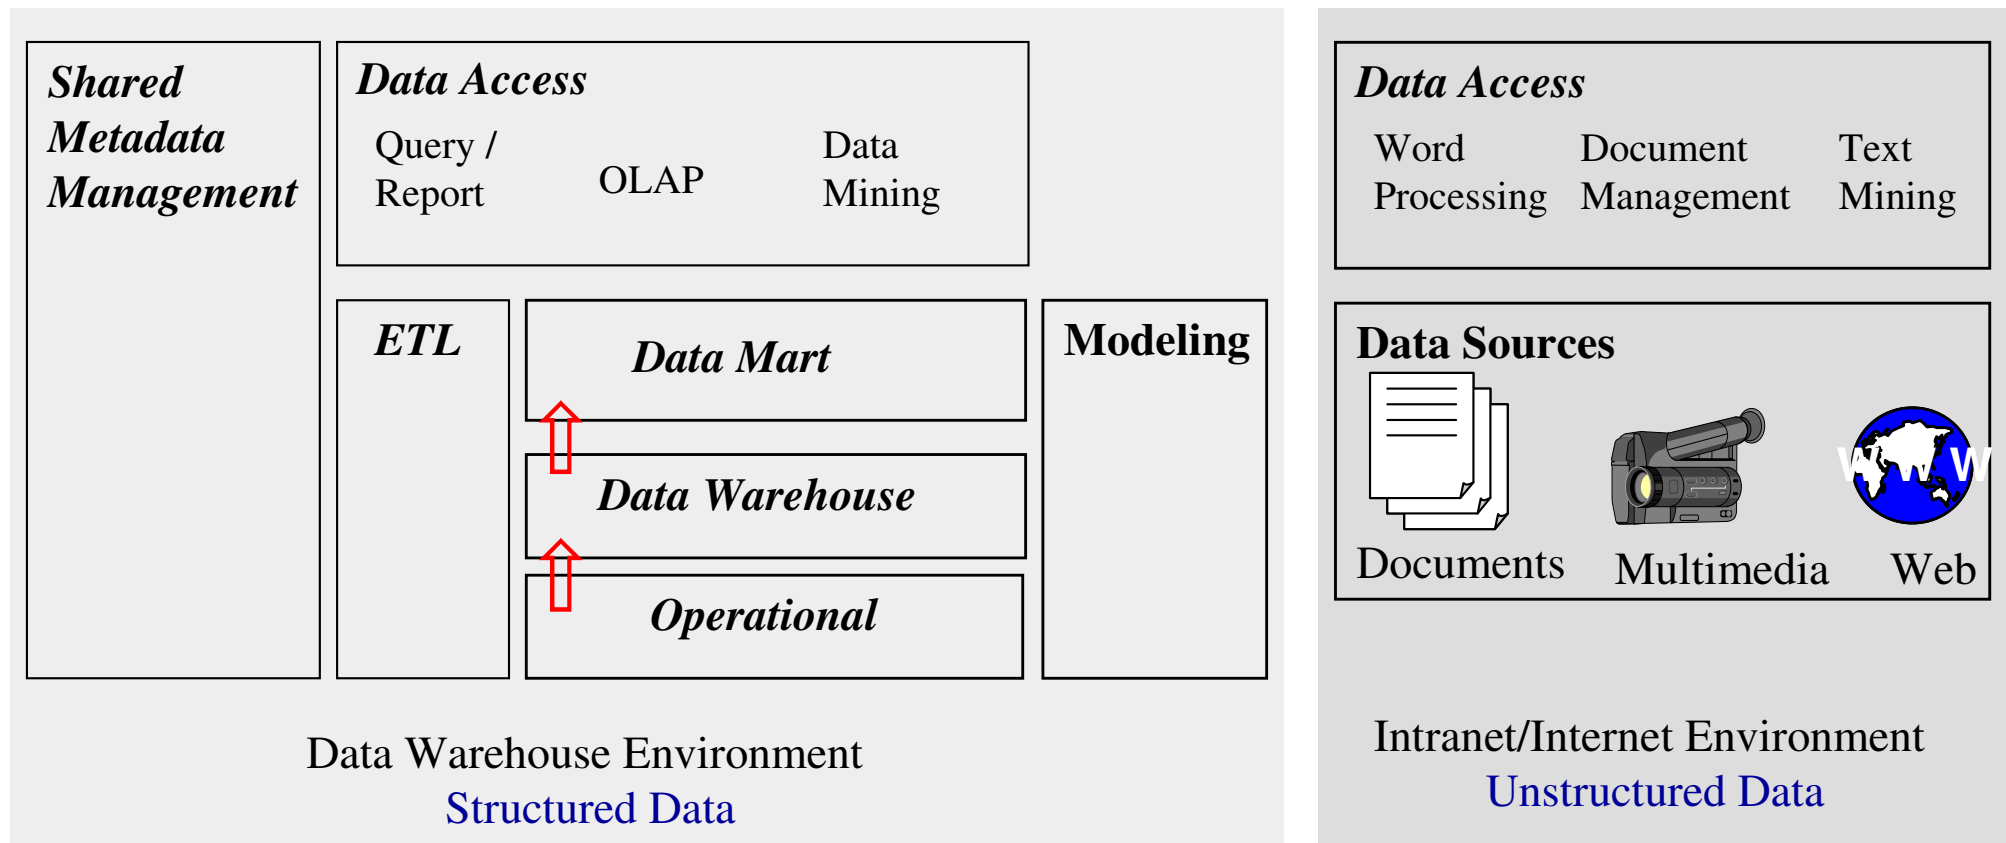 Shared
Metadata
Management
Data Access
Query /
Report
OLAP
Data
Mining
ETL
Data Mart
Data Warehouse
Operational
Modeling
Data Warehouse Environment
Structured Data
Data Access
Word
Processing
Document
Management
Text
Mining
Data Sources
W W W
Documents
Multimedia
Web
Intranet/Internet Environment
Unstructured Data